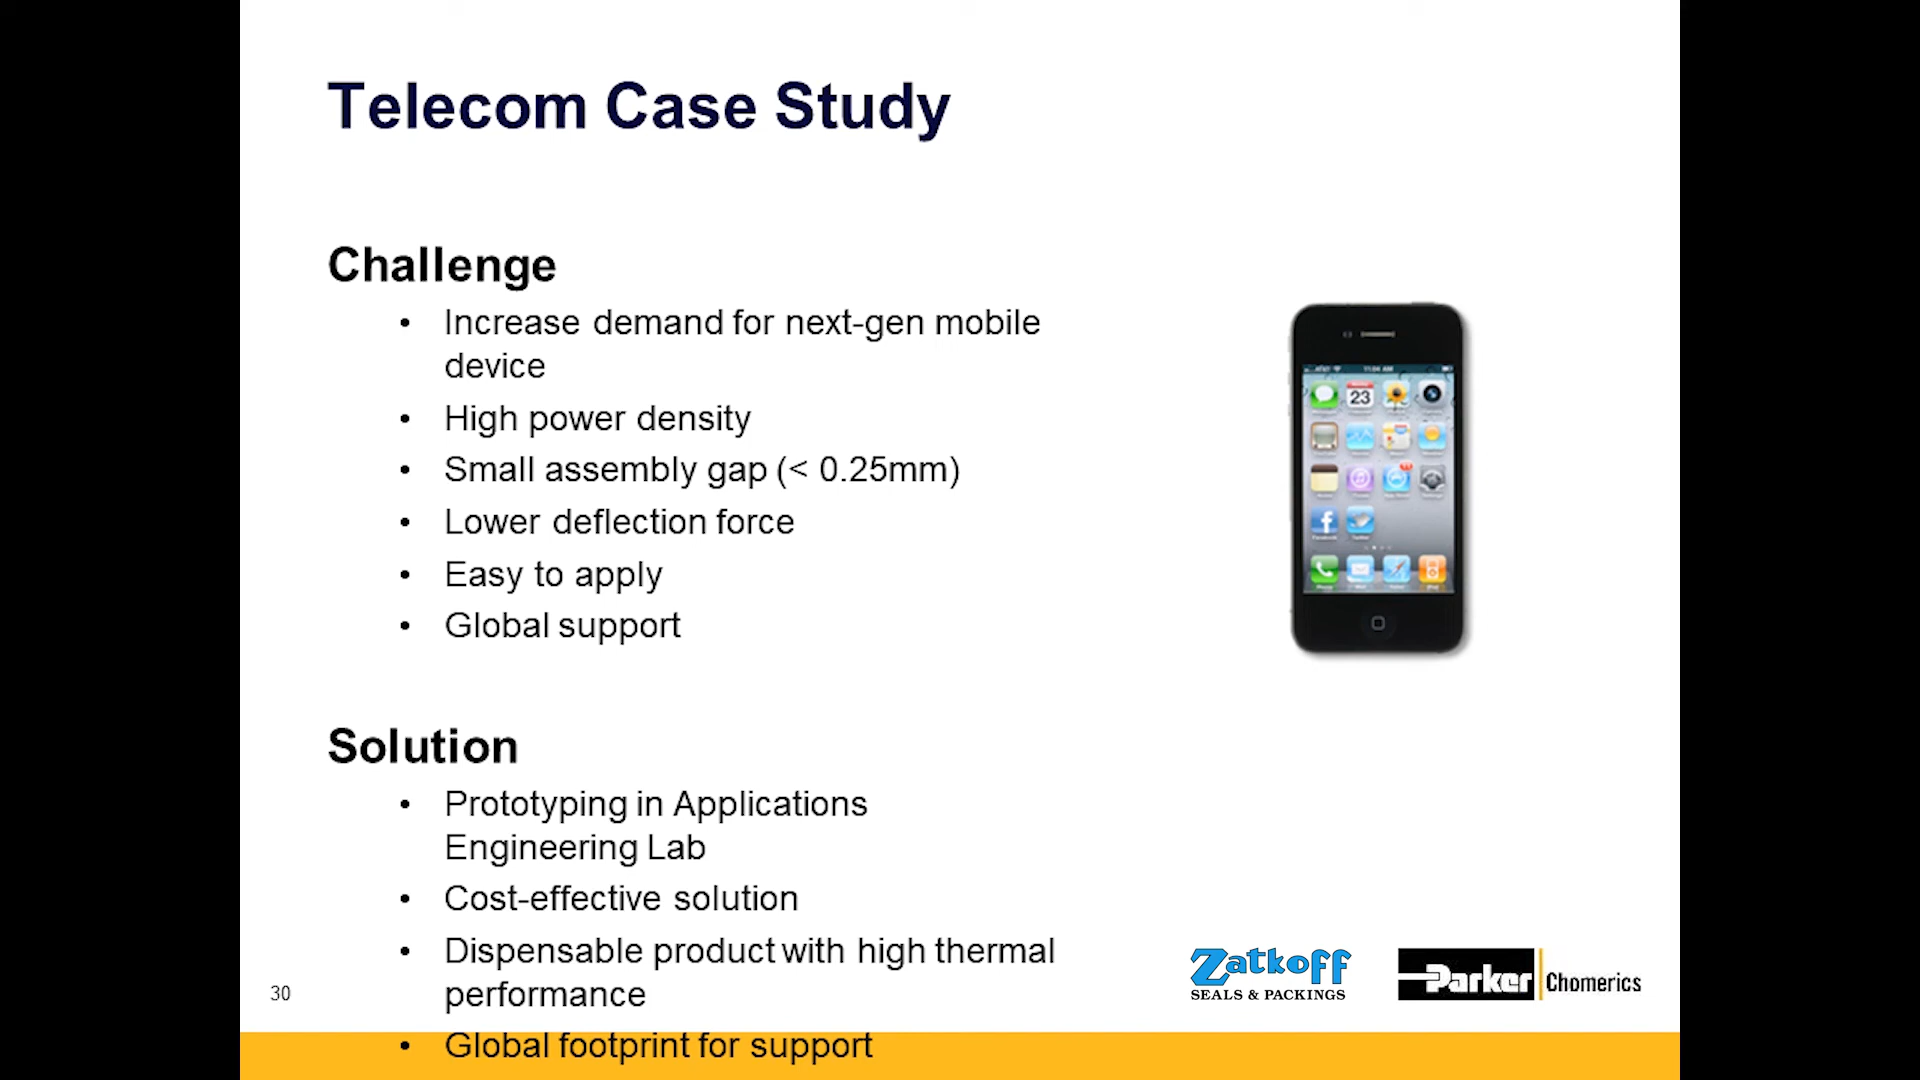 Telecom Case Study
Challenge
• Increase demand for next-gen mobile
device
• High power density
• Small assembly gap (< 0.25mm)
• Lower deflection force
• Easy to apply
• Global support
23
Solution
• Prototyping in Applications
Engineering Lab
• Cost-effective solution
• Dispensable product with high thermal
performance
• Global footprint for support
30
Zatkoff
SEALS & PACKINGS
Parker
Chomerics